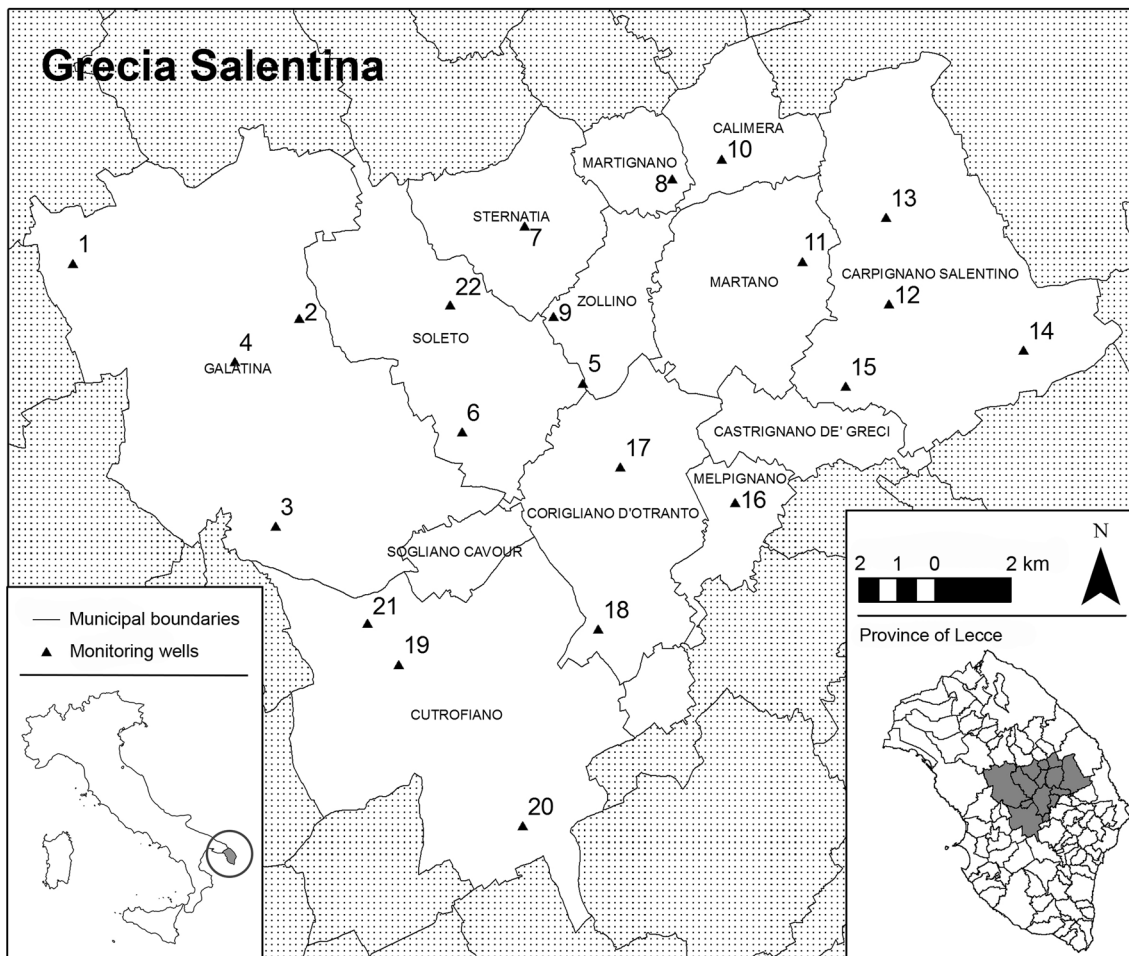 Grecia Salentina
CALIMERA
10
MARTIGNANO
8
STERNATIA
7
13
1
11
MARTANO
CARPIGNANO SALENTINO
22
ZOLLINO
9
12
2
SOLETO
4
GALATINA
14
5
15
6
CASTRIGNANO DE' GRECI
17
MELPIGNANO
16
3
CORIGLIANO D'OTRANTO
SOGLIANO CAVOUR
21
18
19
CUTROFIANO
20
Municipal boundaries
Monitoring wells
N
2 1 0 2 km
Province of Lecce